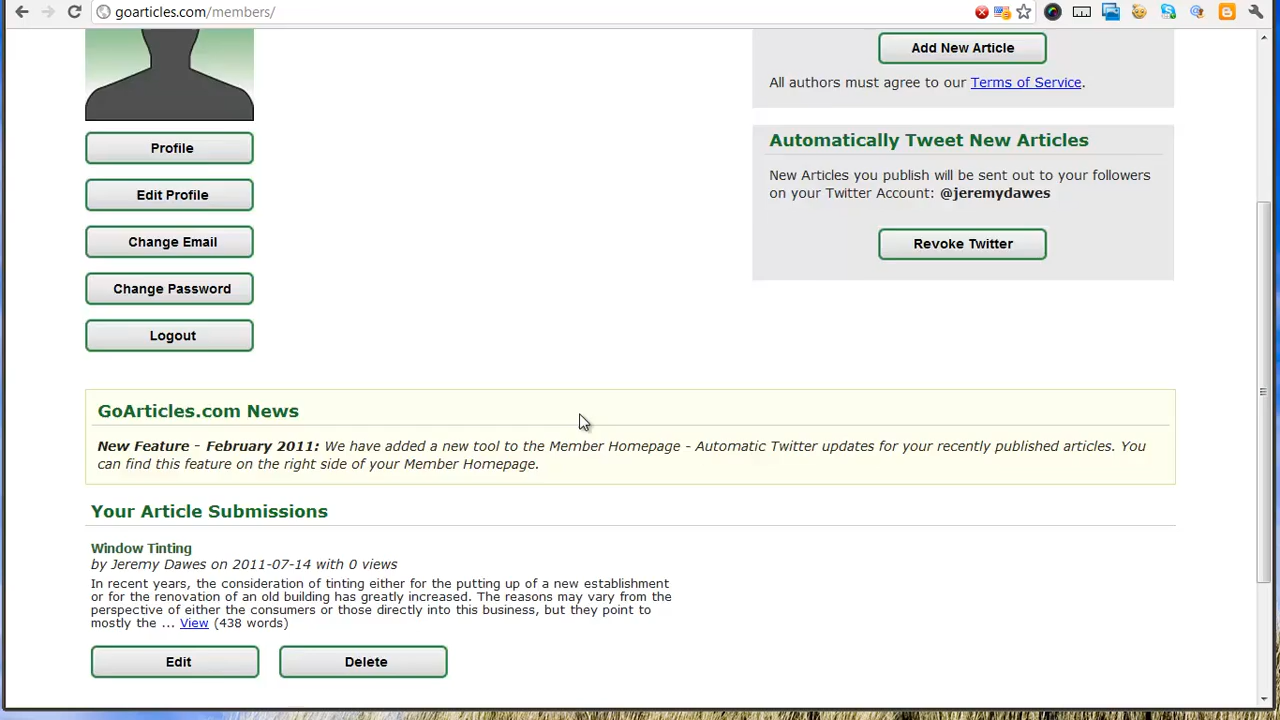 goarticles.com/members/
Add New Article
All authors must agree to our Terms of Service.
Profile
Automatically Tweet New Articles
New Articles you publish will be sent out to your followers
on your Twitter Account: @jeremydawes
Edit Profile
Change Email
Revoke Twitter
Change Password
Logout
GoArticles.com News
New Feature - February 2011: We have added a new tool to the Member Homepage - Automatic Twitter updates for your recently published articles. You
can find this feature on the right side of your Member Homepage.
Your Article Submissions
Window Tinting
by Jeremy Dawes on 2011-07-14 with 0 views
In recent years, the consideration of tinting either for the putting up of a new establishment
or for the renovation of an old building has greatly increased. The reasons may vary from the
perspective of either the consumers or those directly into this business, but they point to
mostly the ... View (438 words)
Edit
Delete